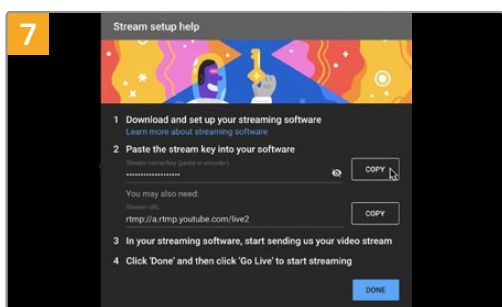 7
Stream setup help
1 Download and set up your streaming software
Learn more about streaming software
2 Paste the stream key into your software
Stream name/key (paste in encoder)
••••••••••••••••••••
COPY
You may also need:
Stream URL
rtmp://a.rtmp.youtube.com/live2
COPY
3 In your streaming software, start sending us your video stream
4 Click 'Done' and then click 'Go Live' to start streaming
DONE